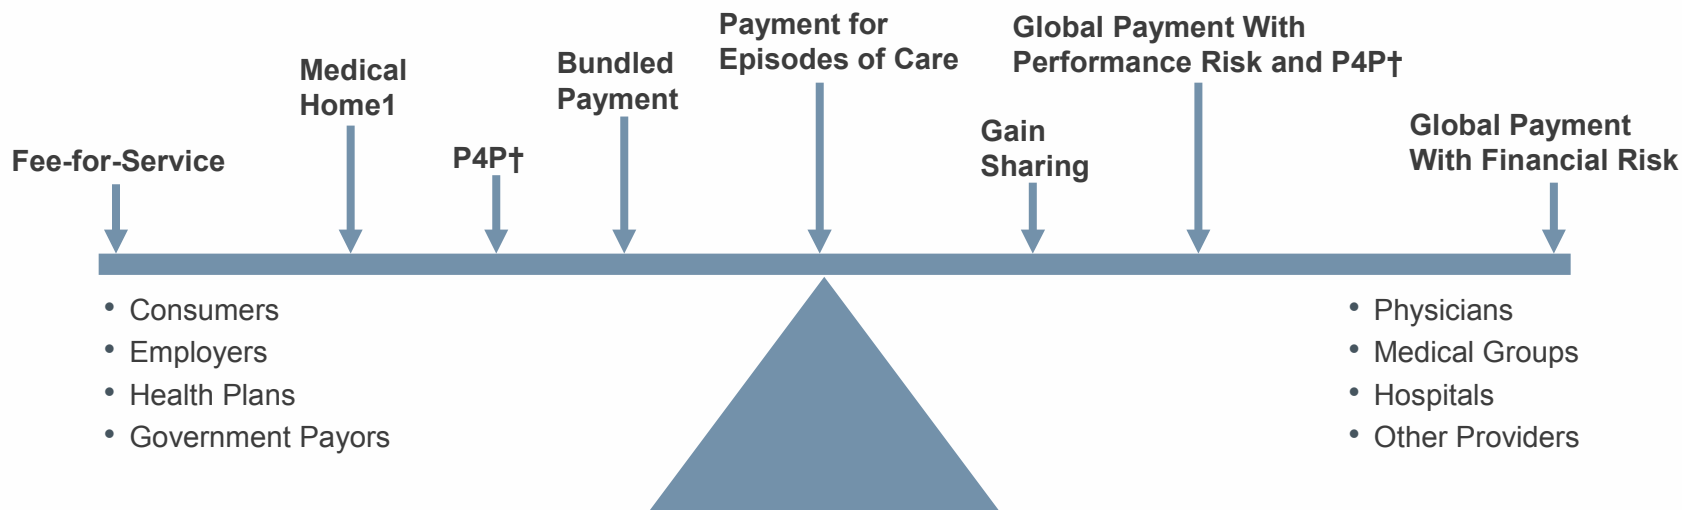 Fee-for-Service
Medical
Home1
P4P†
Bundled
Payment
Payment for
Episodes of Care
Gain
Sharing
Global Payment With
Performance Risk and P4P†
Global Payment
With Financial Risk
• Consumers
• Employers
• Health Plans
• Government Payors
• Physicians
• Medical Groups
• Hospitals
• Other Providers